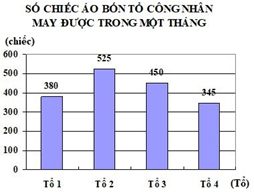 SỐ CHIẾC ÁO BỐN TỔ CÔNG NHÂN
MAY ĐƯỢC TRONG MỘT THÁNG
(chiếc)
600
500
400
300
200
100
0
380
525
450
345
Tổ 1 Tổ 2 Tổ 3 Tổ 4 (Tổ)